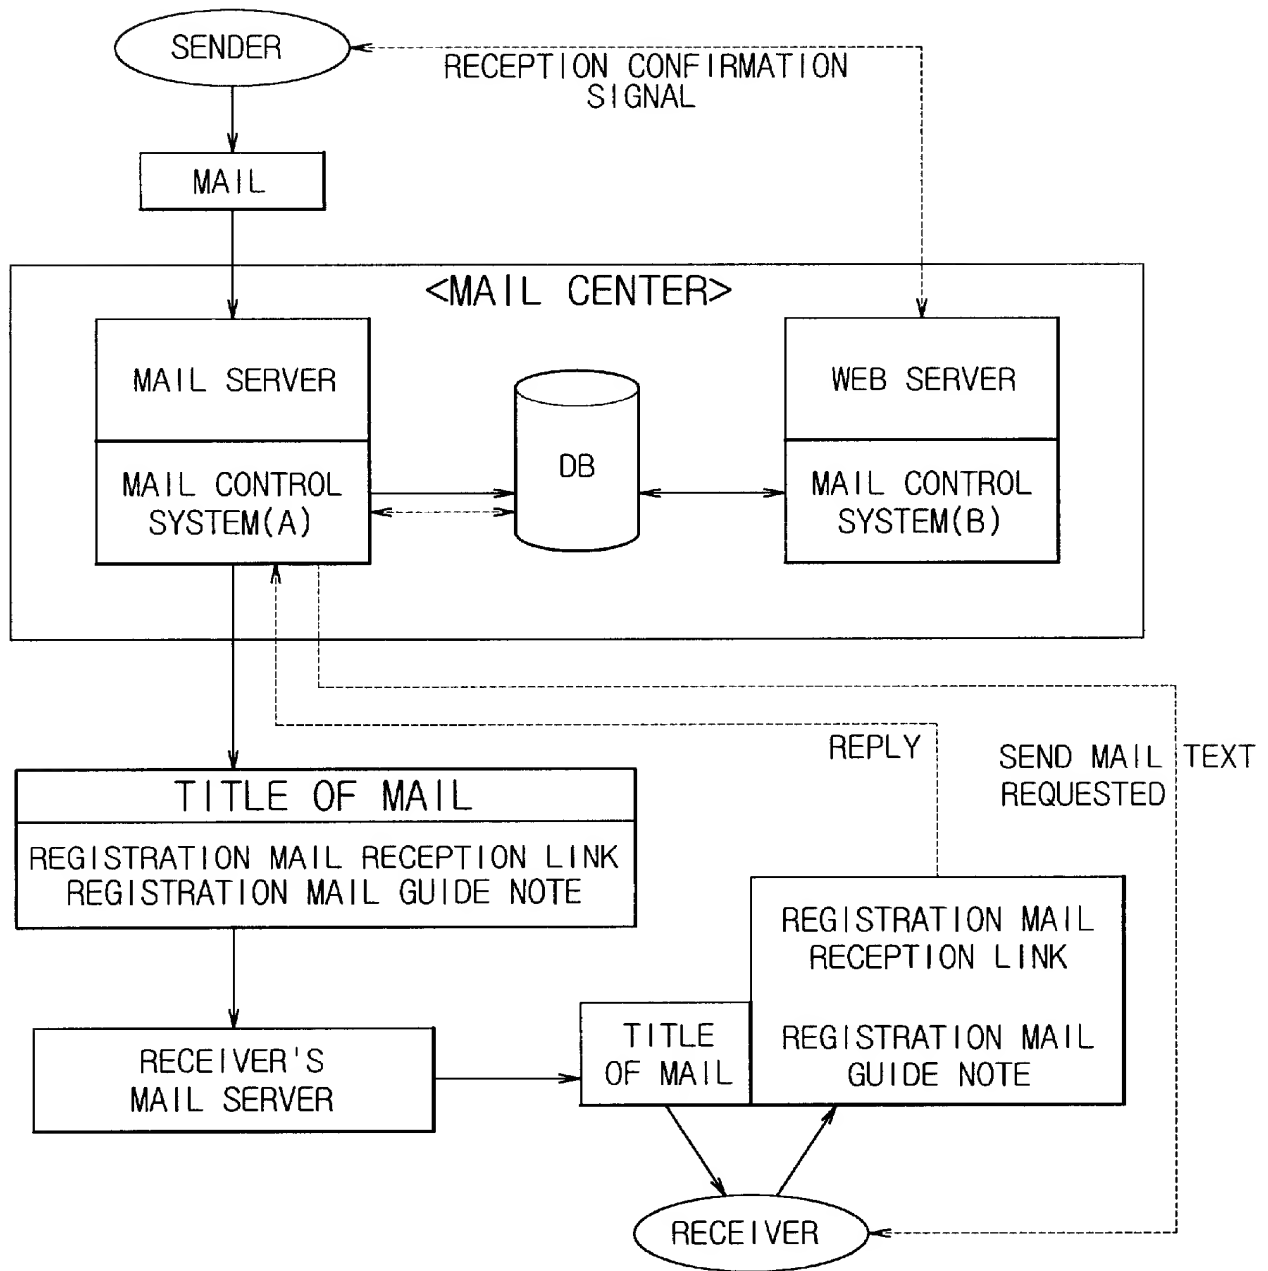 SENDER
RECEPTION CONFIRMATION
SIGNAL
MAIL
<MAIL CENTER>
MAIL SERVER
WEB SERVER
DB
MAIL CONTROL
SYSTEM(A)
MAIL CONTROL
SYSTEM(B)
REPLY
SEND MAIL TEXT
REQUESTED
TITLE OF MAIL
REGISTRATION MAIL RECEPTION LINK
REGISTRATION MAIL GUIDE NOTE
REGISTRATION MAIL
RECEPTION LINK
RECEIVER'S
MAIL SERVER
TITLE
OF MAIL
REGISTRATION MAIL
GUIDE NOTE
RECEIVER